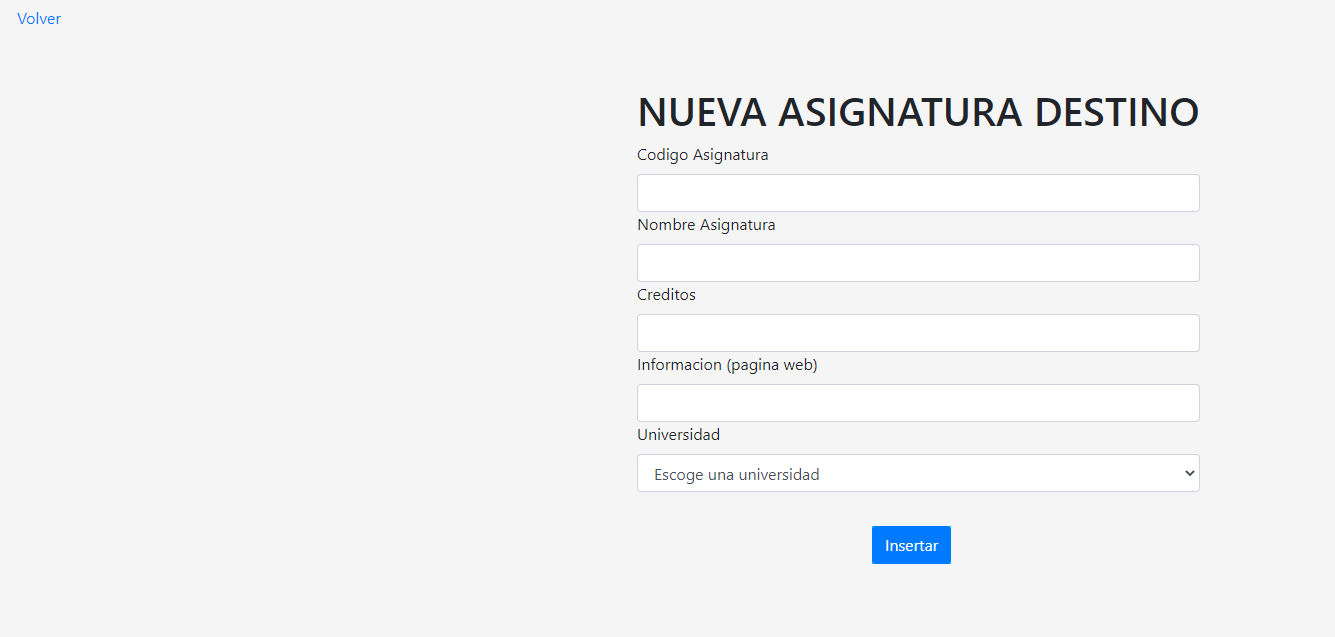 Volver
NUEVA ASIGNATURA DESTINO
Codigo Asignatura
Nombre Asignatura
Creditos
Informacion (pagina web)
Universidad
Escoge una universidad
Insertar